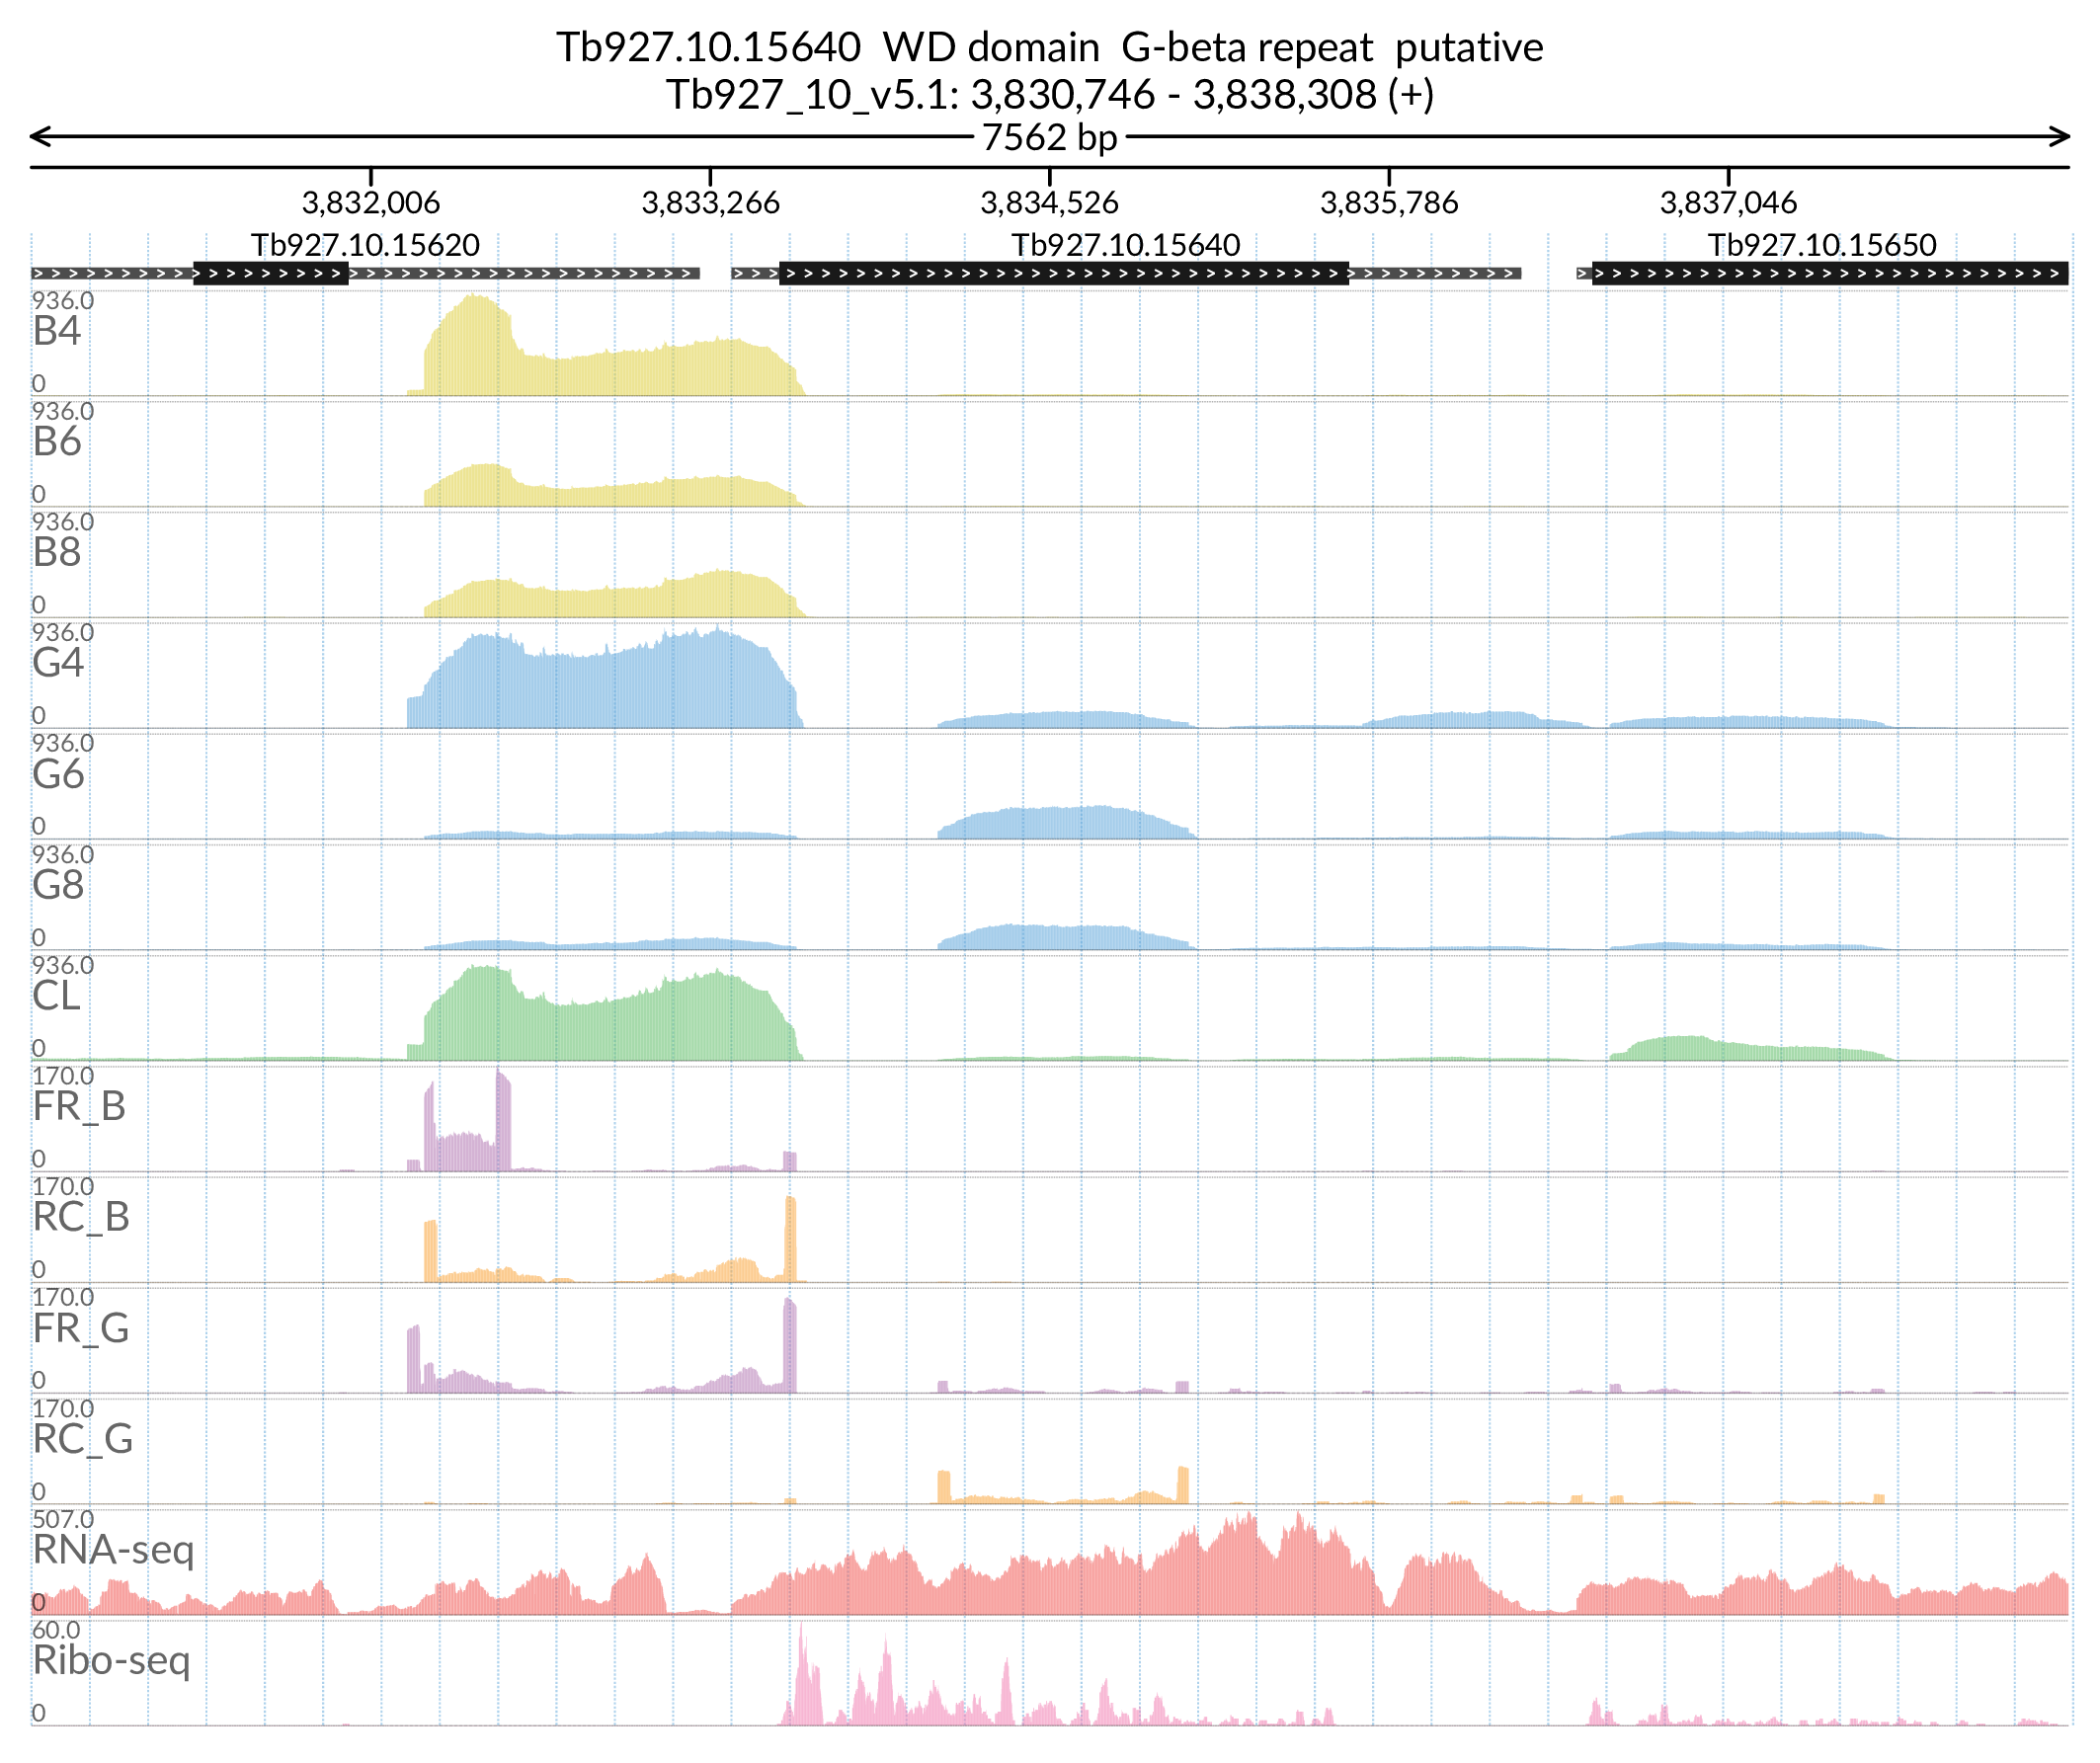 Tb927.10.15640 WD domain G-beta repeat putative
Tb927_10_v5.1: 3,830,746 - 3,838,308 (+)
7562 bp
3,832,006 3,833,266 3,834,526 3,835,786 3,837,046
Tb927.10.15620 Tb927.10.15640 Tb927.10.15650
936.0
B4
0
936.0
B6
0
936.0
B8
0
936.0
G4
0
936.0
G6
0
936.0
G8
0
936.0
CL
0
170.0
FR_B
0
170.0
RC_B
0
170.0
FR_G
0
170.0
RC_G
0
507.0
RNA-seq
0
60.0
Ribo-seq
0